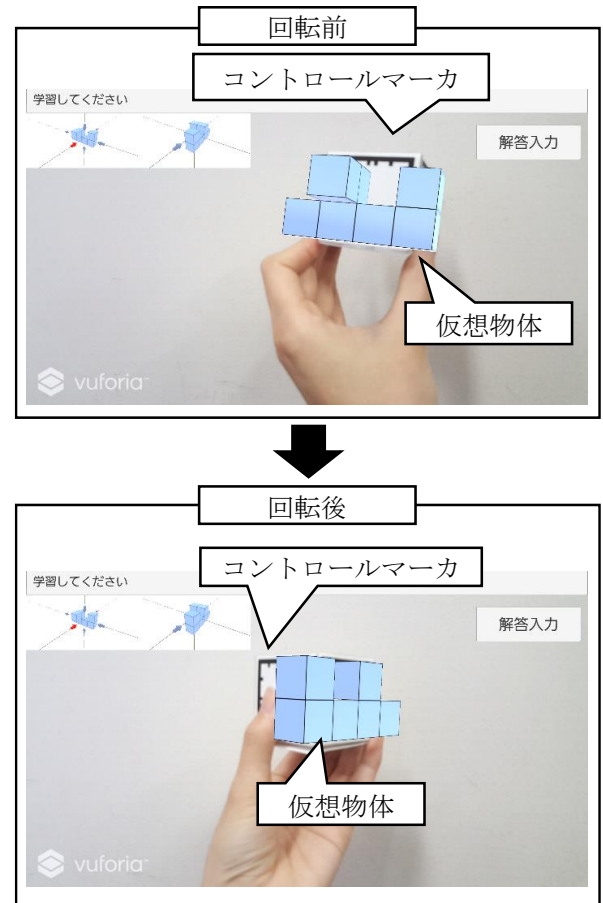 回転前
コントロールマーカ
学習してください
解答入力
仮想物体
vuforia™
回転後
コントロールマーカ
学習してください
解答入力
仮想物体
vuforia™